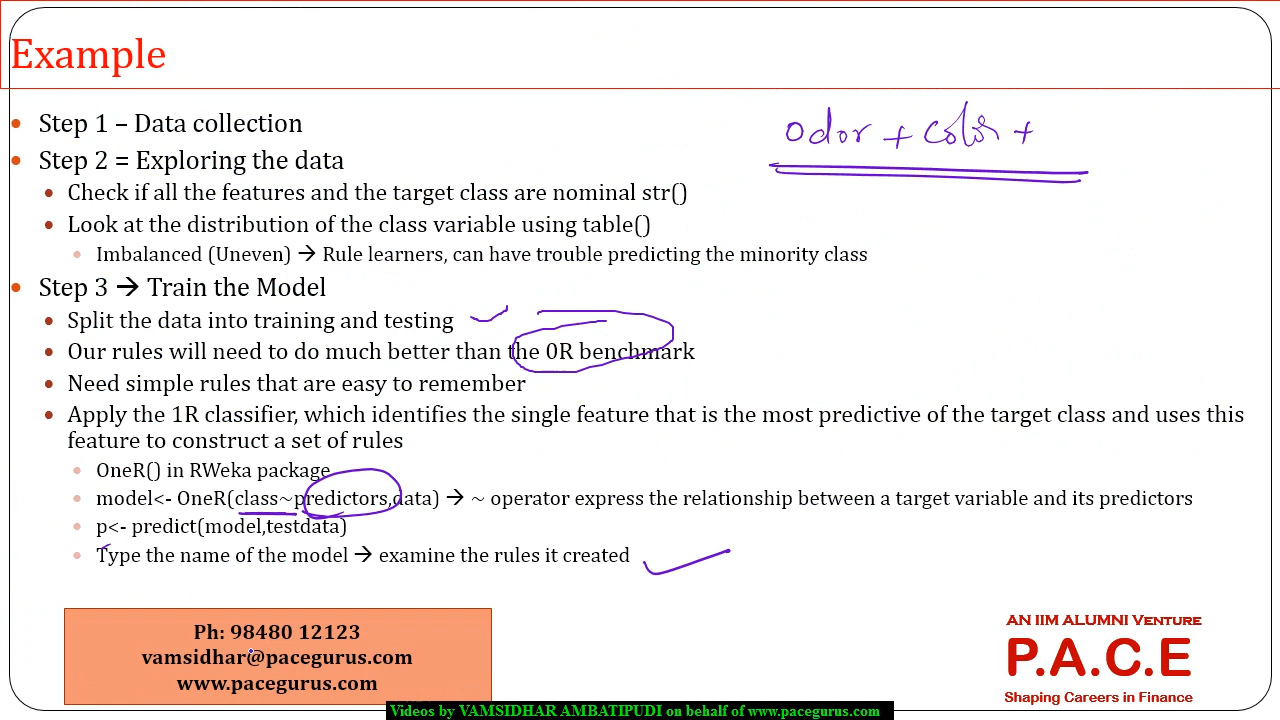 Example
• Step 1 – Data collection
odor + color +
• Step 2 = Exploring the data
• Check if all the features and the target class are nominal str()
• Look at the distribution of the class variable using table()
• Imbalanced (Uneven) → Rule learners, can have trouble predicting the minority class
• Step 3 → Train the Model
• Split the data into training and testing
• Our rules will need to do much better than the 0R benchmark
• Need simple rules that are easy to remember
• Apply the 1R classifier, which identifies the single feature that is the most predictive of the target class and uses this
feature to construct a set of rules
• OneR() in RWeka package
• model<- OneR(class~predictors,data) → ~ operator express the relationship between a target variable and its predictors
• p<- predict(model,testdata)
• Type the name of the model → examine the rules it created
Ph: 98480 12123
vamsidhar@pacegurus.com
www.pacegurus.com
AN IIM ALUMNI VENTURE
P.A.C.E
Shaping Careers in Finance
Videos by VAMSIDHAR AMBATIPUDI on behalf of www.pacegurus.com